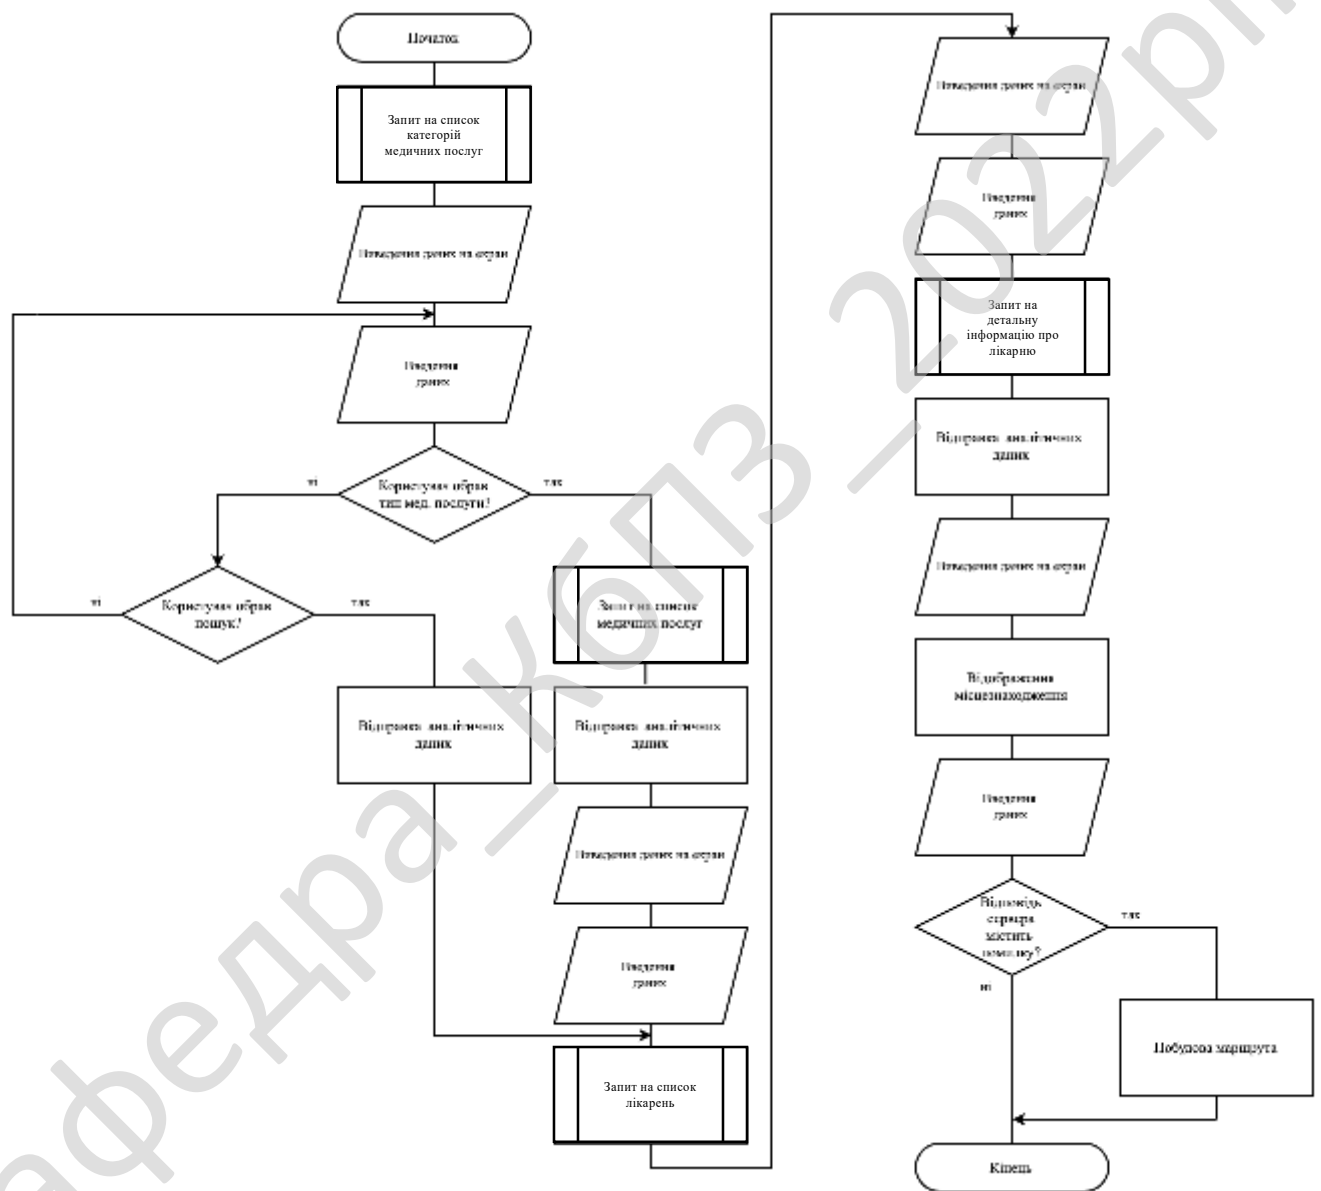 Початок
Запит на список
категорій
медичних послуг
Виведення даних на екран
Введення
даних
Користувач обрав
тип мед. послуги?
ні
так
Користувач обрав
пошук?
ні
так
Запит на список
медичних послуг
Відправка аналітичних
даних
Відправка аналітичних
даних
Виведення даних на екран
Введення
даних
Запит на список
лікарень
Виведення даних на екран
Введення
даних
Запит на
детальну
інформацію про
лікарню
Відправка аналітичних
даних
Виведення даних на екран
Відображення
місцезнаходження
Введення
даних
Відповідь
сервера
містить
помилку?
так
ні
Побудова маршрута
Кінець
афедра_кбпз_2022р